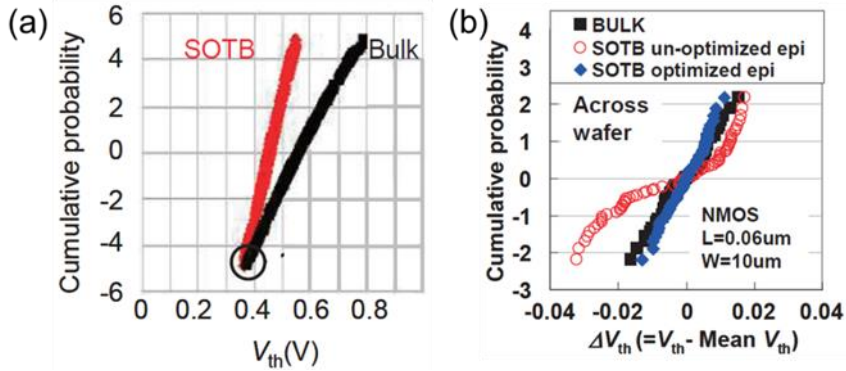 (a)
6
4
2
0
-2
-4
-6
Cumulative probability
SOTB
Bulk
0 0.2 0.4 0.6 0.8
Vth(V)
(b)
BULK
SOTB un-optimized epi
SOTB optimized epi
3
2
1
0
-1
-2
-3
Cumulative probability
Across
wafer
NMOS
L=0.06um
W=10um
-0.04 -0.02 0 0.02 0.04
ΔVth (=Vth- Mean Vth)